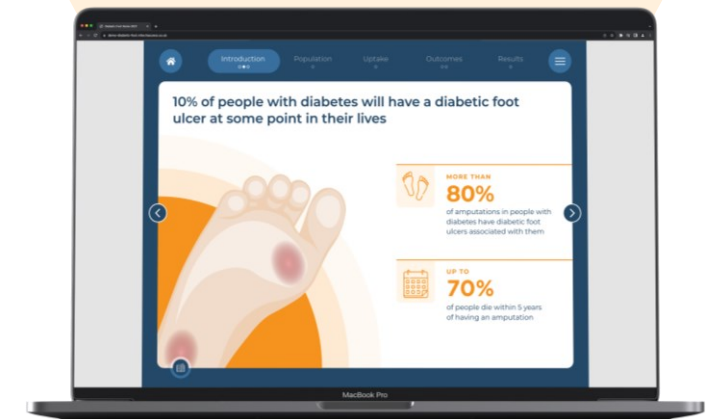 Introduction
Population
Uptake
Outcomes
Results
10% of people with diabetes will have a diabetic foot
ulcer at some point in their lives
MORE THAN
80%
of amputations in people with
diabetes have diabetic foot
ulcers associated with them
UP TO
70%
of people die within 5 years
of having an amputation
MacBook Pro